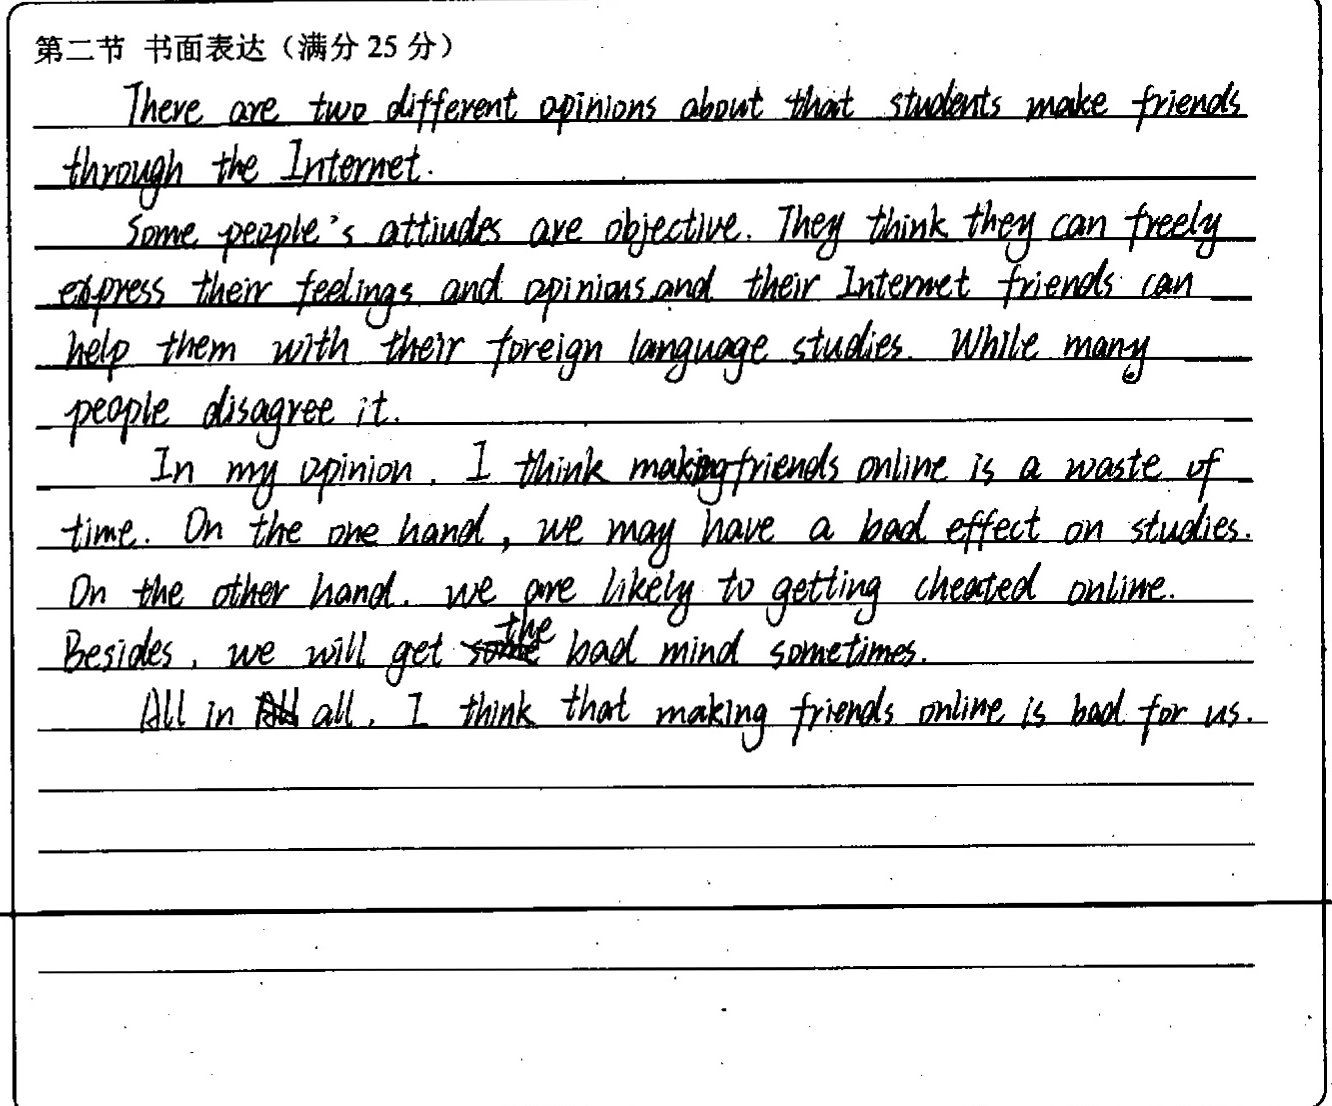 第二节 书面表达（满分 25 分）
There are two different opinions about that students make friends
through the Internet.
Some people's attiudes are objective. They think they can freely
express their feelings and opinions and their Internet friends can
help them with their foreign language studies. While many
people disagree it.
In my opinion, I think making friends online is a waste of
time. On the one hand, we may have a bad effect on studies.
On the other hand, we are likely to getting cheated online.
Besides, we will get the bad mind sometimes.
All in all, I think that making friends online is bad for us.